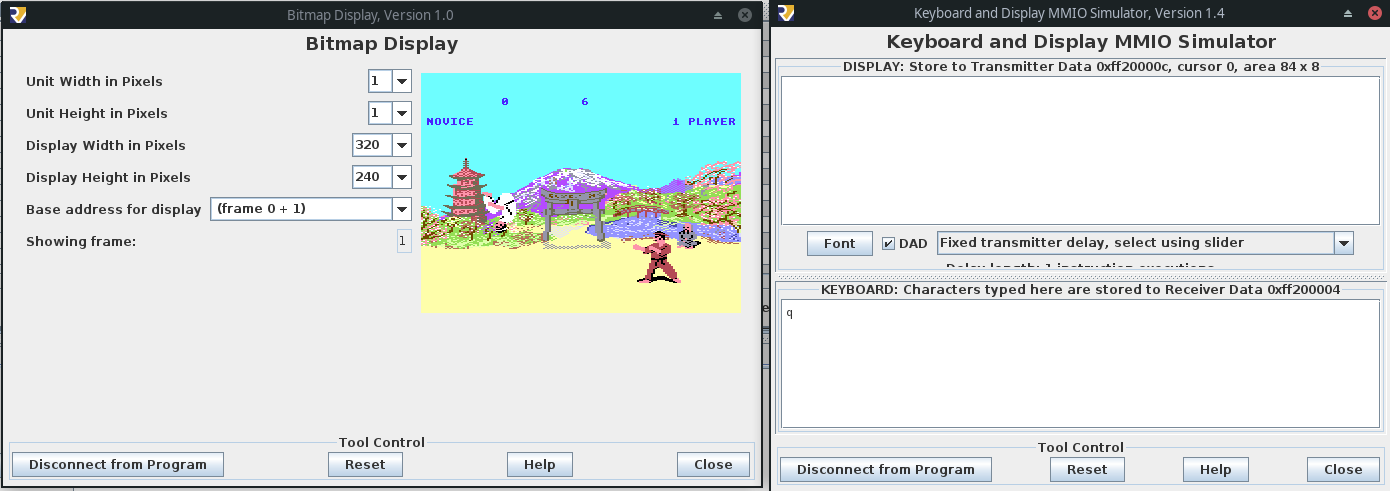 Bitmap Display, Version 1.0
Bitmap Display
Unit Width in Pixels 1
Unit Height in Pixels 1
Display Width in Pixels 320
Display Height in Pixels 240
Base address for display (frame 0 + 1)
Showing frame: 1
0 6
NOVICE 1 PLAYER
Tool Control
Disconnect from Program Reset Help Close
Keyboard and Display MMIO Simulator, Version 1.4
Keyboard and Display MMIO Simulator
DISPLAY: Store to Transmitter Data 0xff20000c, cursor 0, area 84 x 8
Font DAD Fixed transmitter delay, select using slider
Delay length: 1 instruction executions
KEYBOARD: Characters typed here are stored to Receiver Data 0xff200004
q
Tool Control
Disconnect from Program Reset Help Close